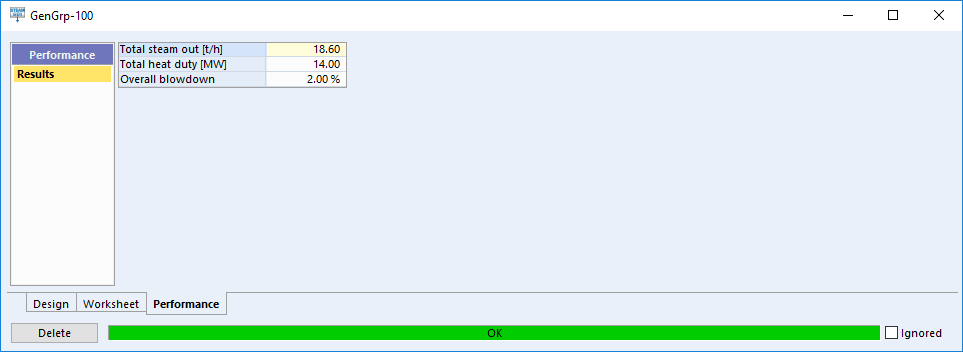 GenGrp-100
Performance
Results
Total steam out [t/h] 18.60
Total heat duty [MW] 14.00
Overall blowdown 2.00 %
Design Worksheet Performance
Delete OK Ignored